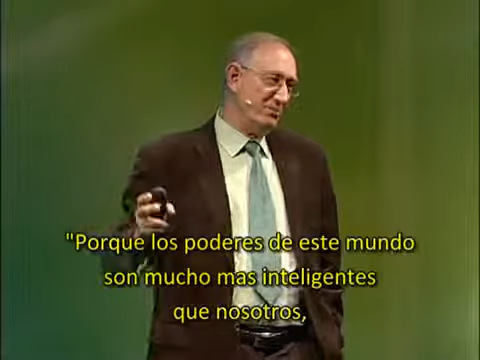 "Porque los poderes de este mundo
son mucho mas inteligentes
que nosotros,